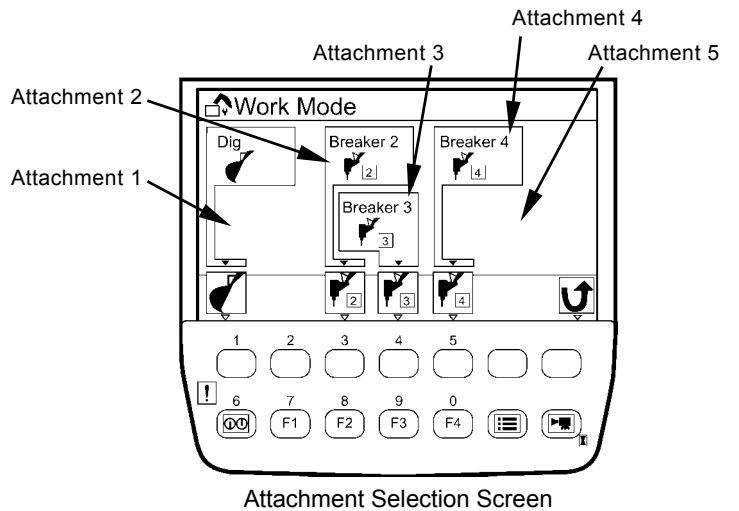 Attachment 4
Attachment 3
Attachment 5
Attachment 2
Work Mode
Dig
Breaker 2
Breaker 4
2
4
Attachment 1
Breaker 3
3
2
3
4
1 2 3 4 5
!
6 7 8 9 0
F1 F2 F3 F4
Attachment Selection Screen